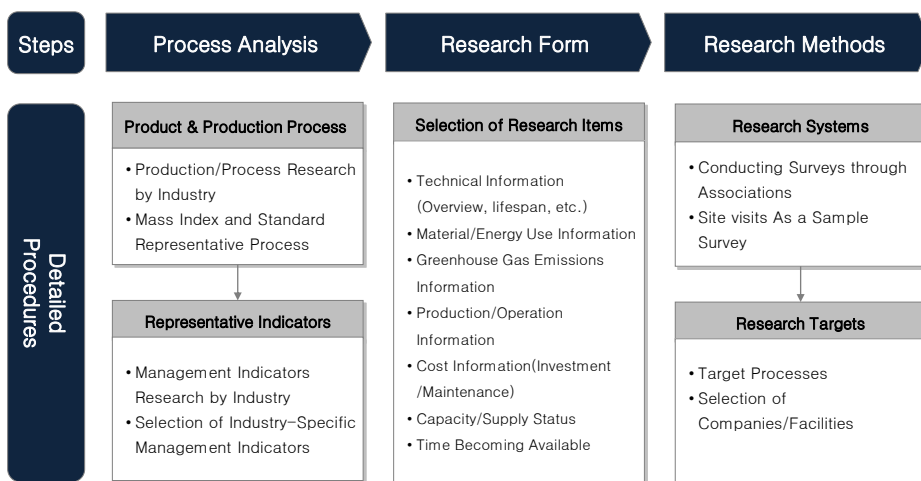 Steps
Process Analysis
Research Form
Research Methods
Detailed
Procedures
Product & Production Process
• Production/Process Research
by Industry
• Mass Index and Standard
Representative Process
Representative Indicators
• Management Indicators
Research by Industry
• Selection of Industry-Specific
Management Indicators
Selection of Research Items
• Technical Information
(Overview, lifespan, etc.)
• Material/Energy Use Information
• Greenhouse Gas Emissions
Information
• Production/Operation
Information
• Cost Information(Investment
/Maintenance)
• Capacity/Supply Status
• Time Becoming Available
Research Systems
• Conducting Surveys through
Associations
• Site visits As a Sample
Survey
Research Targets
• Target Processes
• Selection of
Companies/Facilities